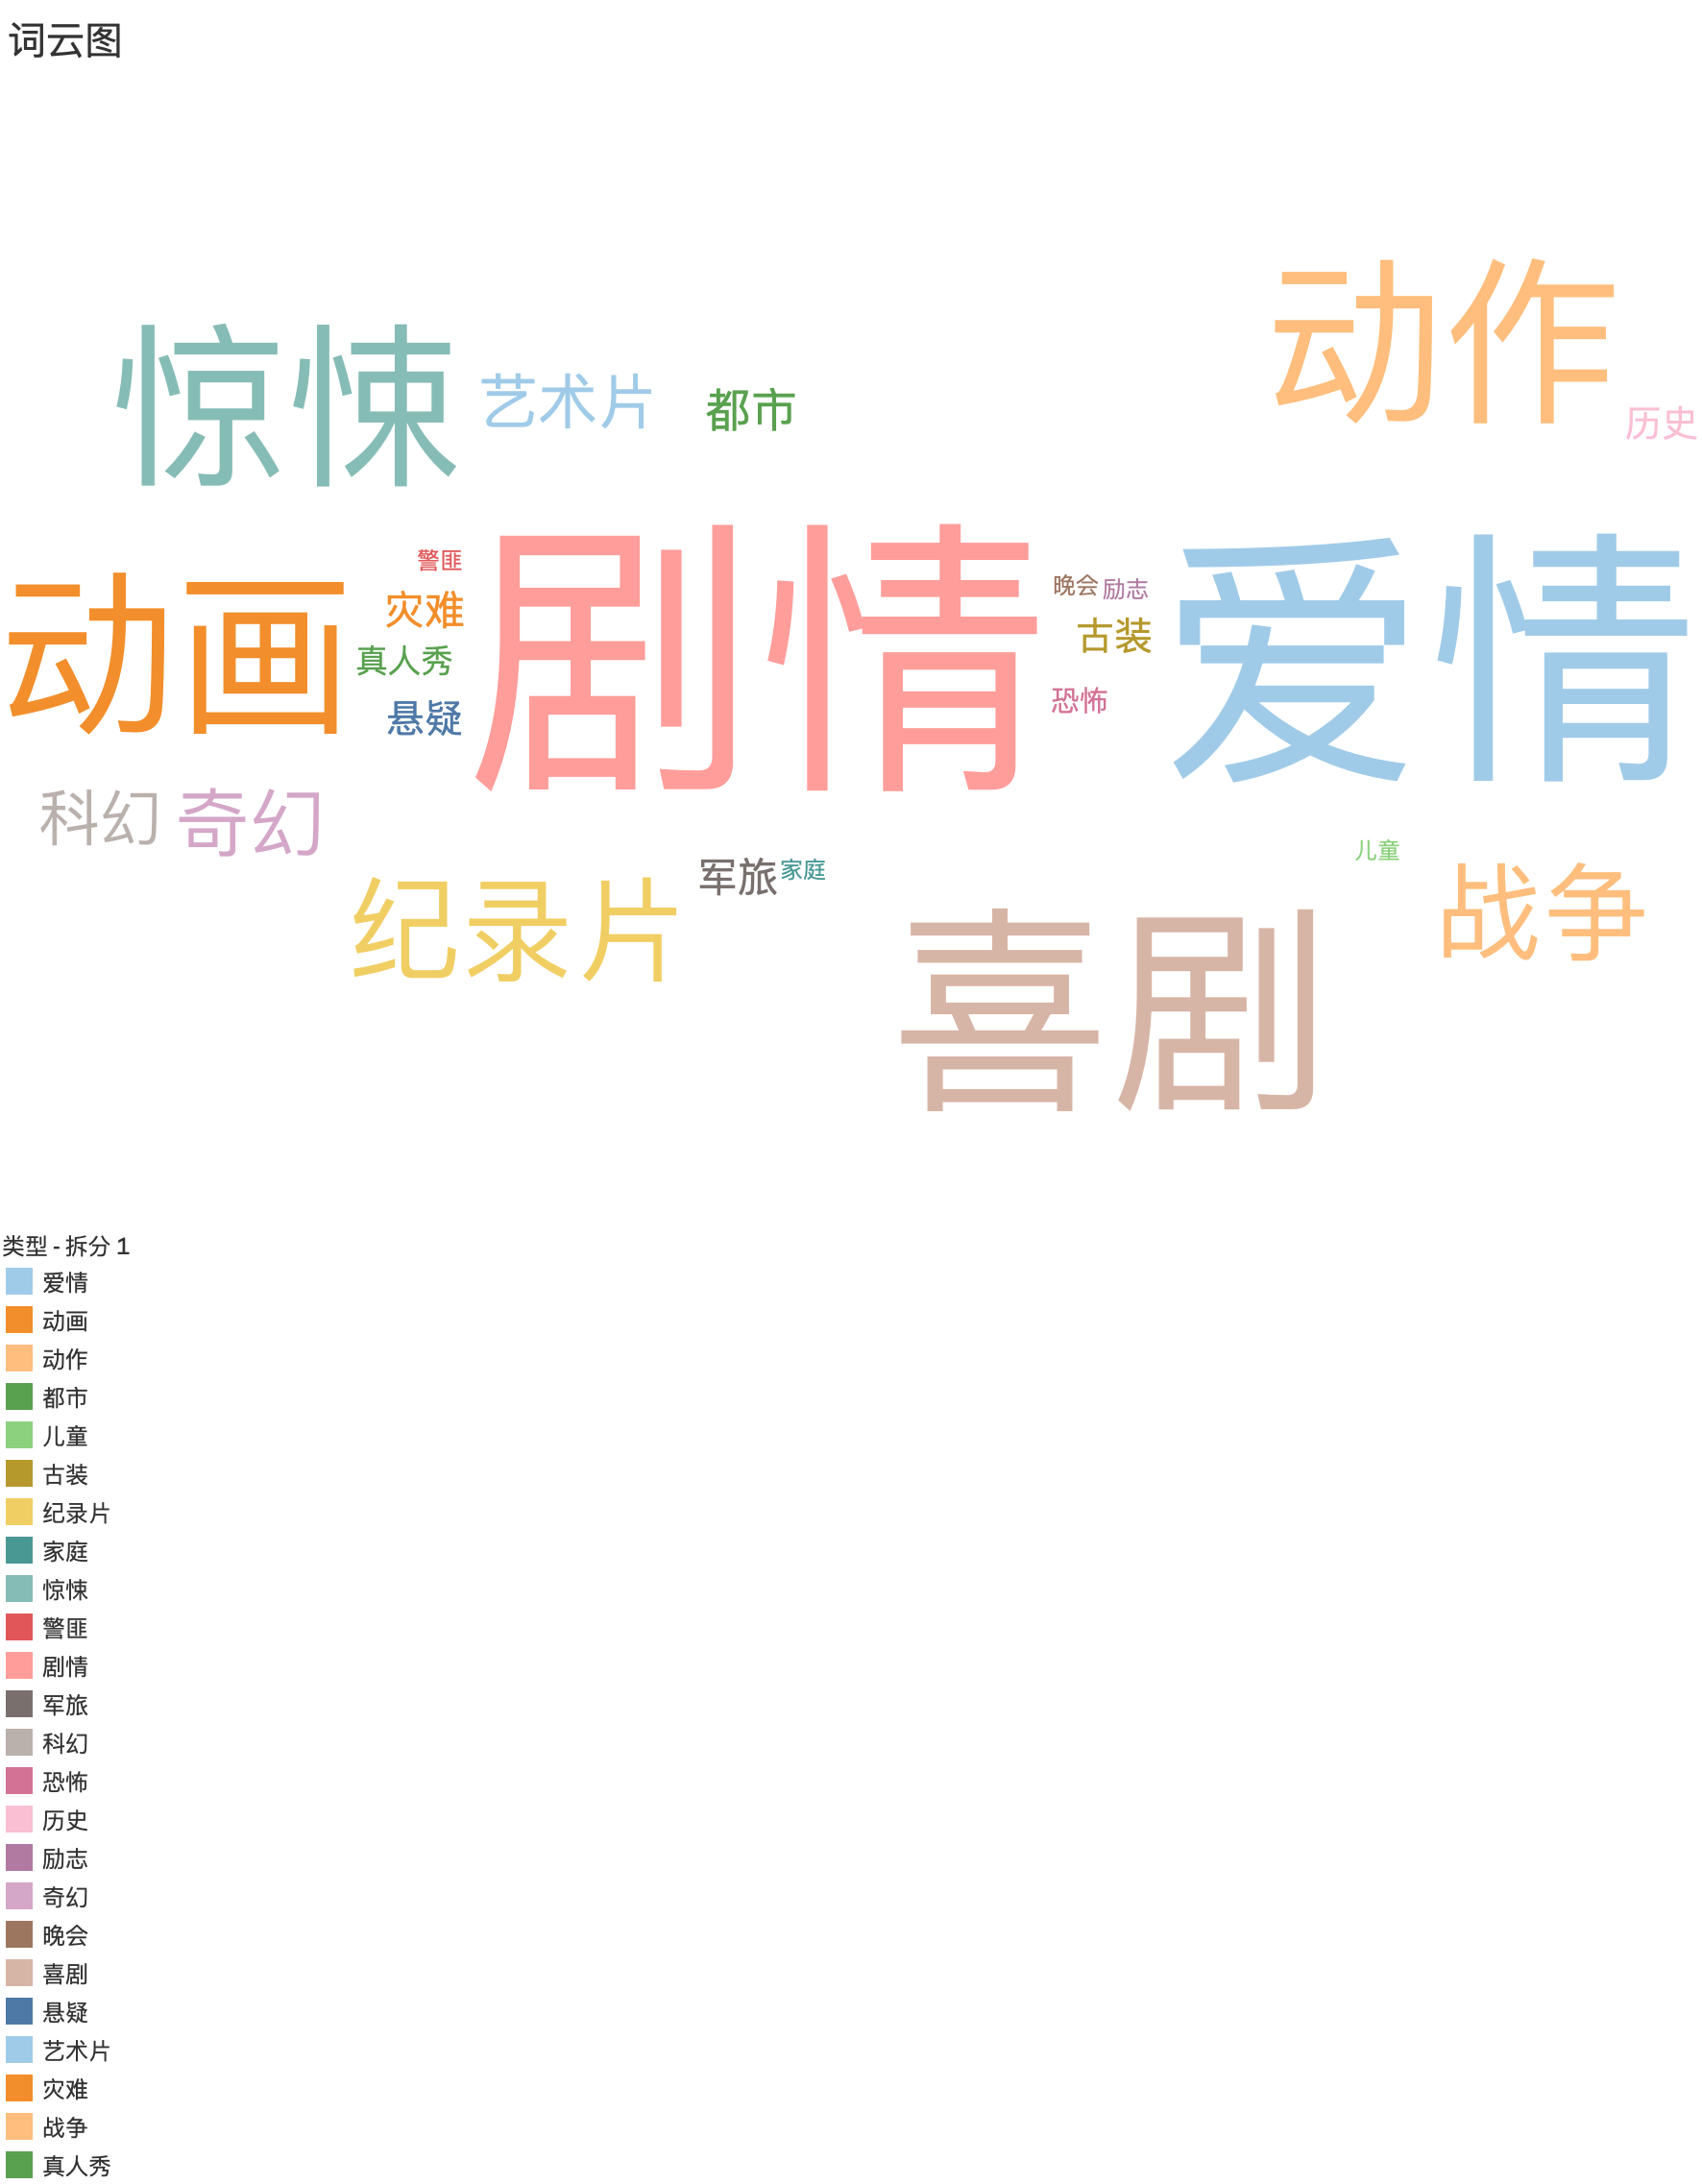 词云图
动作
惊悚
艺术片
都市
历史
剧情
爱情
警匪
动画
灾难
晚会
励志
古装
真人秀
恐怖
悬疑
科幻
奇幻
儿童
军旅
家庭
纪录片
战争
喜剧
类型 - 拆分 1
爱情
动画
动作
都市
儿童
古装
纪录片
家庭
惊悚
警匪
剧情
军旅
科幻
恐怖
历史
励志
奇幻
晚会
喜剧
悬疑
艺术片
灾难
战争
真人秀